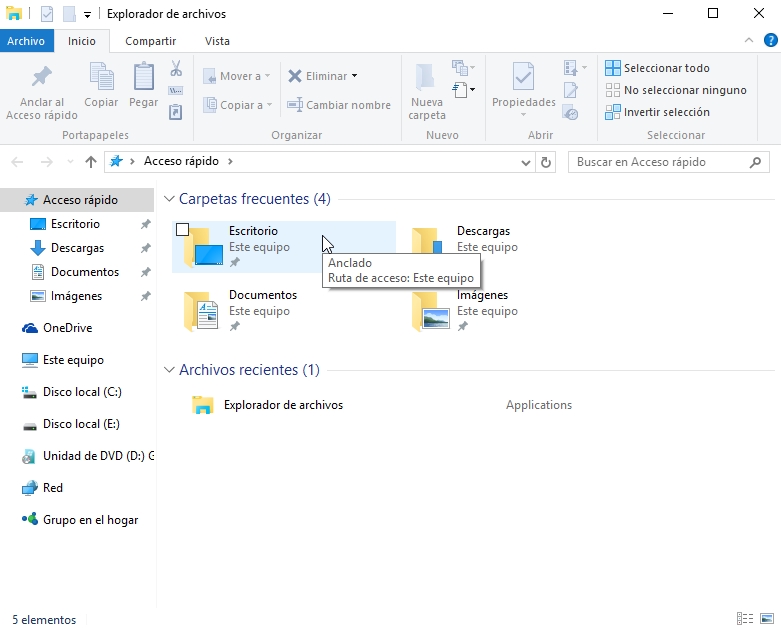 Explorador de archivos
Archivo Inicio Compartir Vista
Anclar al Acceso rápido
Copiar
Pegar
Mover a
Copiar a
Eliminar
Cambiar nombre
Nueva carpeta
Propiedades
Seleccionar todo
No seleccionar ninguno
Invertir selección
Portapapeles Organizar Nuevo Abrir Seleccionar
Acceso rápido
Buscar en Acceso rápido
Acceso rápido
Escritorio
Descargas
Documentos
Imágenes
OneDrive
Este equipo
Disco local (C:)
Disco local (E:)
Unidad de DVD (D:) G
Red
Grupo en el hogar
Carpetas frecuentes (4)
Escritorio
Este equipo
Descargas
Este equipo
Anclado
Ruta de acceso: Este equipo
Documentos
Este equipo
Imágenes
Este equipo
Archivos recientes (1)
Explorador de archivos Applications
5 elementos